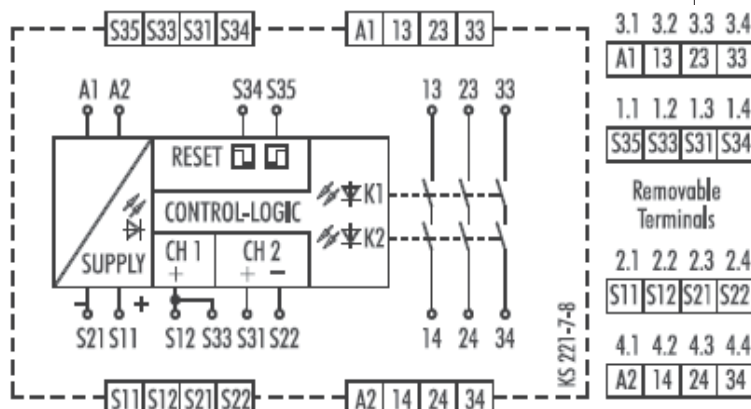 S35 S33 S31 S34 A1 13 23 33
A1 A2 S34 S35 13 23 33
RESET
CONTROL-LOGIC
K1
K2
SUPPLY
CH 1 CH 2
+ + −
− +
S21 S11 S12 S33 S31 S22 14 24 34
KS 221-7-8
S11 S12 S21 S22 A2 14 24 34
3.1 3.2 3.3 3.4
A1 13 23 33
1.1 1.2 1.3 1.4
S35 S33 S31 S34
Removable
Terminals
2.1 2.2 2.3 2.4
S11 S12 S21 S22
4.1 4.2 4.3 4.4
A2 14 24 34